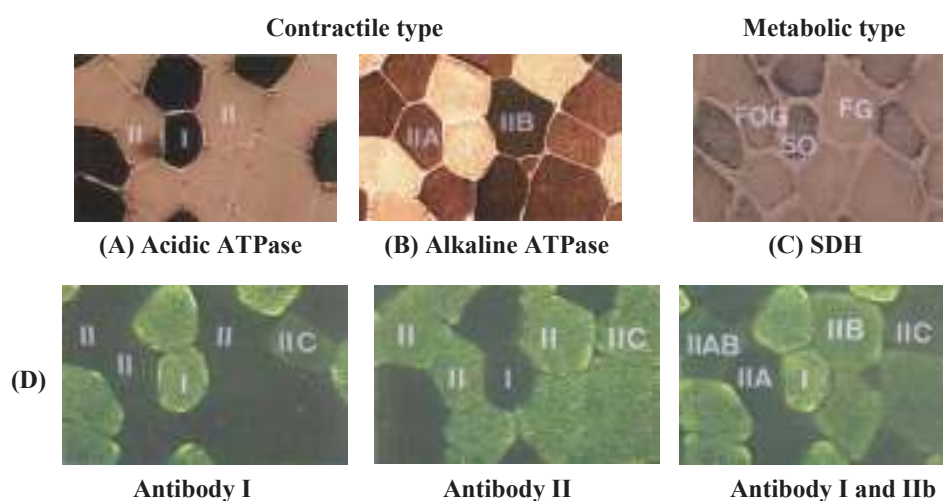 Contractile type
Metabolic type
II
I
II
IIA
I
IIB
FOG
SO
FG
(A) Acidic ATPase
(B) Alkaline ATPase
(C) SDH
(D)
II
II
II
I
IIC
II
II
I
II
IIC
IIAB
IIA
I
IIB
IIC
Antibody I
Antibody II
Antibody I and IIb